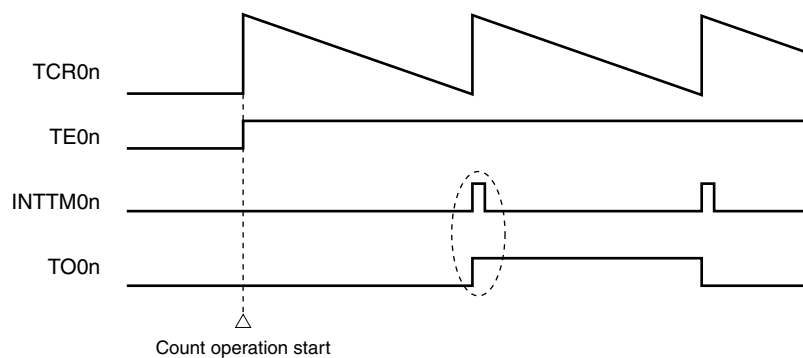 TCR0n
TE0n
INTTM0n
TO0n
Count operation start